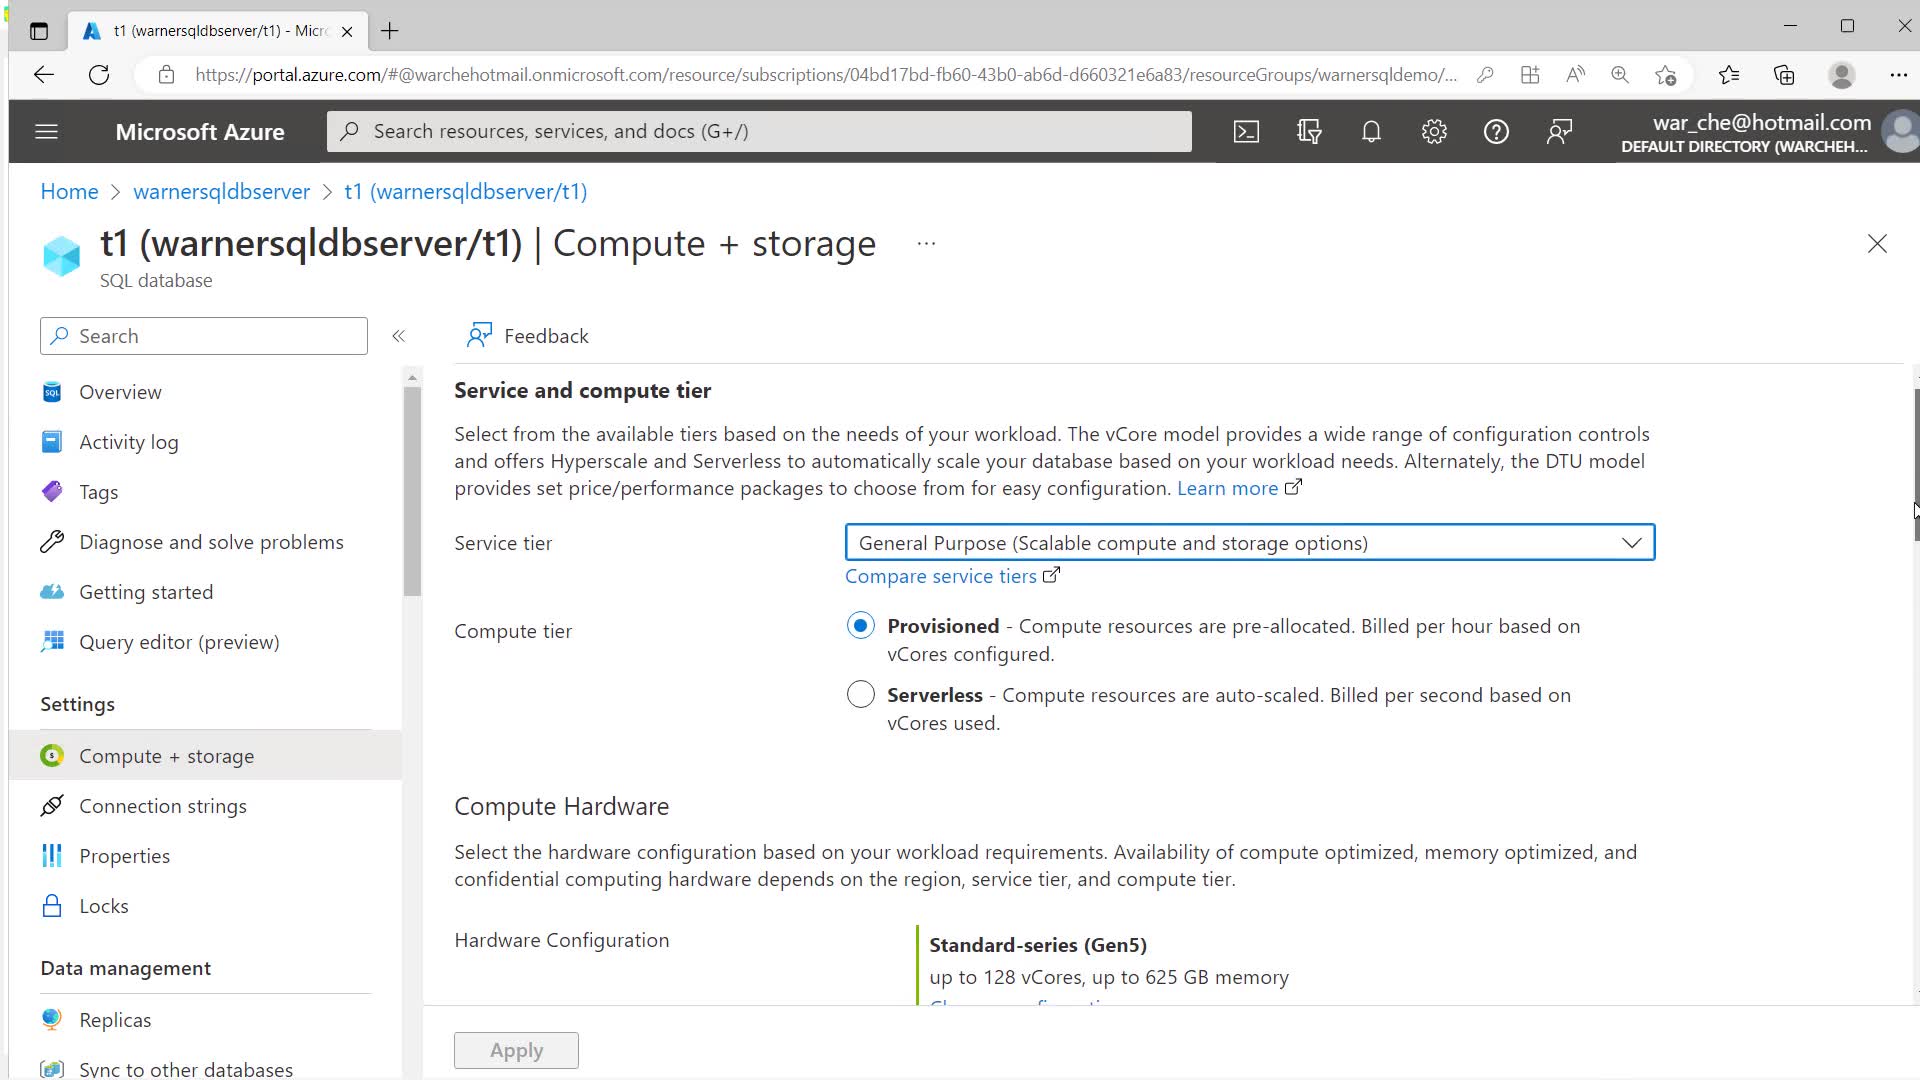 t1 (warnersqldbserver/t1) - Micr
https://portal.azure.com/#@warchehotmail.onmicrosoft.com/resource/subscriptions/04bd17bd-fb60-43b0-ab6d-d660321e6a83/resourceGroups/warnersqldemo/...
Microsoft Azure
Search resources, services, and docs (G+/)
war_che@hotmail.com
DEFAULT DIRECTORY (WARCHEH...
Home > warnersqldbserver > t1 (warnersqldbserver/t1)
t1 (warnersqldbserver/t1) | Compute + storage ...
SQL database
Search
Overview
Activity log
Tags
Diagnose and solve problems
Getting started
Query editor (preview)
Settings
Compute + storage
Connection strings
Properties
Locks
Data management
Replicas
Sync to other databases
Feedback
Service and compute tier
Select from the available tiers based on the needs of your workload. The vCore model provides a wide range of configuration controls
and offers Hyperscale and Serverless to automatically scale your database based on your workload needs. Alternately, the DTU model
provides set price/performance packages to choose from for easy configuration. Learn more
Service tier
General Purpose (Scalable compute and storage options)
Compare service tiers
Compute tier
Provisioned - Compute resources are pre-allocated. Billed per hour based on
vCores configured.
Serverless - Compute resources are auto-scaled. Billed per second based on
vCores used.
Compute Hardware
Select the hardware configuration based on your workload requirements. Availability of compute optimized, memory optimized, and
confidential computing hardware depends on the region, service tier, and compute tier.
Hardware Configuration
Standard-series (Gen5)
up to 128 vCores, up to 625 GB memory
Apply